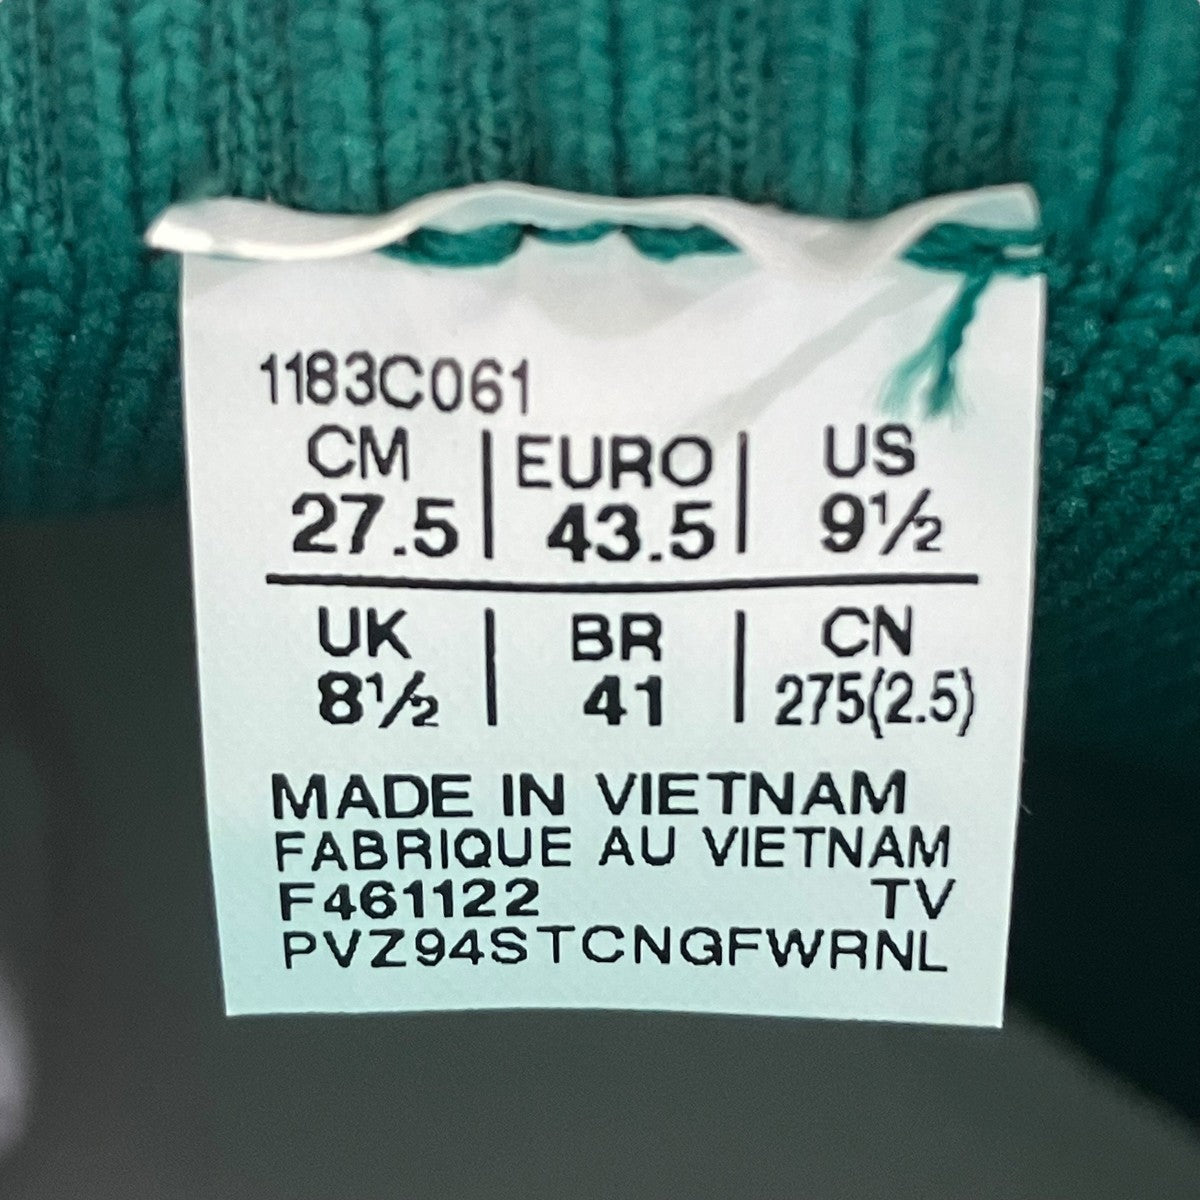 1183C061
CM | EURO | US
27.5 | 43.5 | 9½
UK | BR | CN
8½ | 41 | 275(2.5)
MADE IN VIETNAM
FABRIQUE AU VIETNAM
F461122 TV
PVZ94STCNGFWRNL